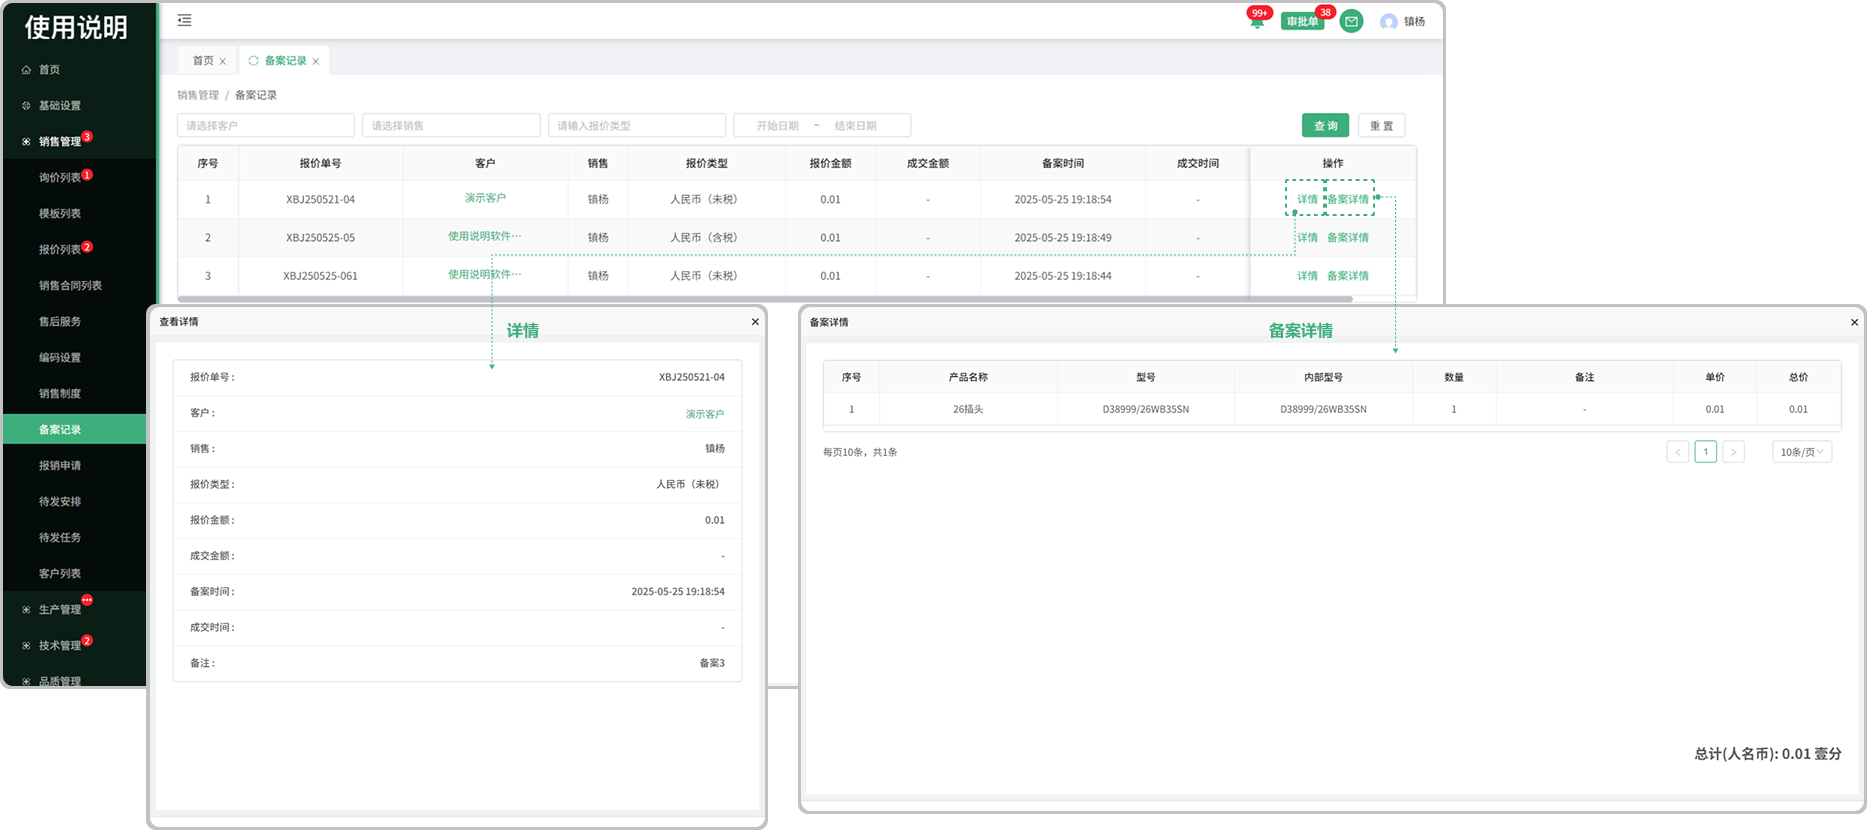 使用说明
99+
审批单
38
镇杨
首页
首页
备案记录
基础设置
销售管理 3
询价列表 1
模板列表
报价列表 2
销售合同列表
售后服务
编码设置
销售制度
备案记录
报销申请
待发安排
待发任务
客户列表
生产管理
技术管理 2
品质管理
销售管理 / 备案记录
请选择客户 请选择销售 请输入报价类型 开始日期 ~ 结束日期 查 询 重 置
序号 报价单号 客户 销售 报价类型 报价金额 成交金额 备案时间 成交时间 操作
1 XBJ250521-04 演示客户 镇杨 人民币（未税） 0.01 - 2025-05-25 19:18:54 - 详情 备案详情
2 XBJ250525-05 使用说明软件… 镇杨 人民币（含税） 0.01 - 2025-05-25 19:18:49 - 详情 备案详情
3 XBJ250525-061 使用说明软件… 镇杨 人民币（未税） 0.01 - 2025-05-25 19:18:44 - 详情 备案详情
查看详情
详情
报价单号： XBJ250521-04
客户： 演示客户
销售： 镇杨
报价类型： 人民币（未税）
报价金额： 0.01
成交金额： -
备案时间： 2025-05-25 19:18:54
成交时间： -
备注： 备案3
备案详情
备案详情
序号 产品名称 型号 内部型号 数量 备注 单价 总价
1 26插头 D38999/26WB35SN D38999/26WB35SN 1 - 0.01 0.01
每页10条，共1条 < 1 > 10条/页
总计(人名币): 0.01 壹分